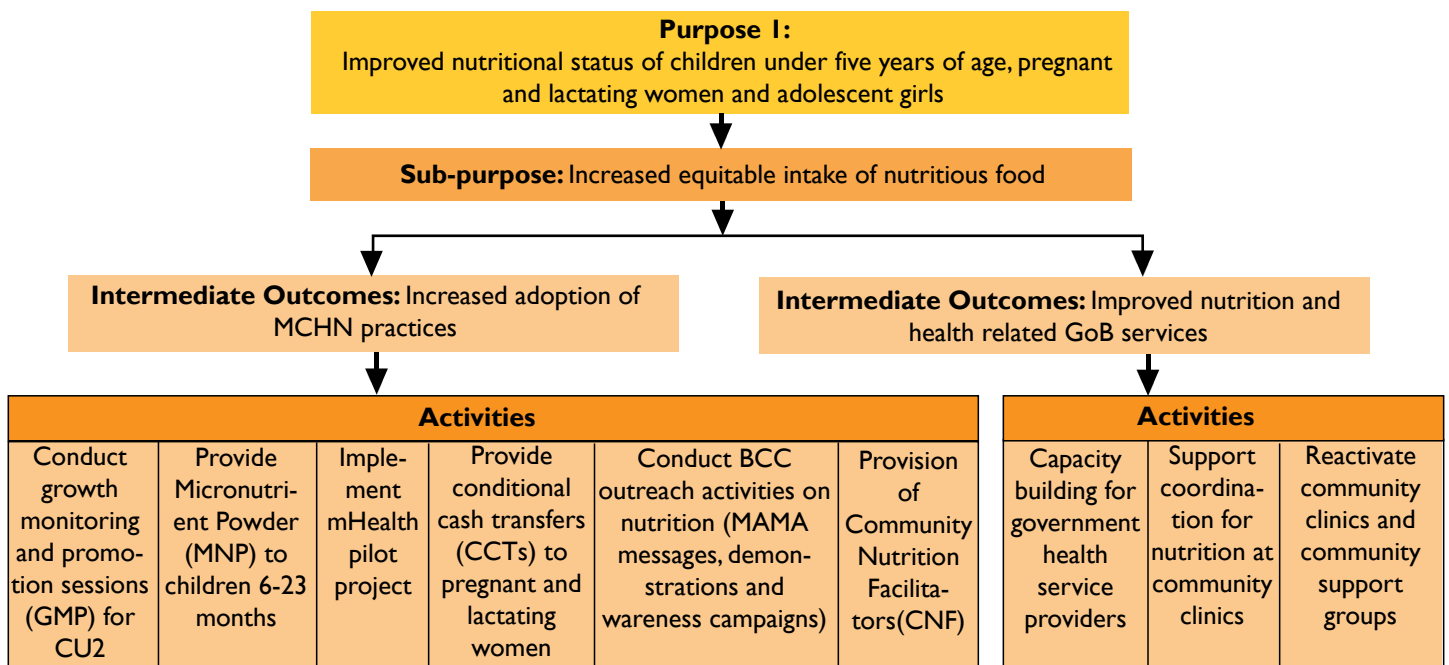 Purpose 1:
Improved nutritional status of children under five years of age, pregnant
and lactating women and adolescent girls
Sub-purpose: Increased equitable intake of nutritious food
Intermediate Outcomes: Increased adoption of
MCHN practices
Intermediate Outcomes: Improved nutrition and
health related GoB services
Activities
Conduct
growth
monitoring
and promo-
tion sessions
(GMP) for
CU2
Provide
Micronutri-
ent Powder
(MNP) to
children 6-23
months
Imple-
ment
mHealth
pilot
project
Provide
conditional
cash transfers
(CCTs) to
pregnant and
lactating
women
Conduct BCC
outreach activities on
nutrition (MAMA
messages, demon-
strations and
wareness campaigns)
Provision
of
Community
Nutrition
Facilita-
tors(CNF)
Activities
Capacity
building for
government
health
service
providers
Support
coordina-
tion for
nutrition at
community
clinics
Reactivate
community
clinics and
community
support
groups